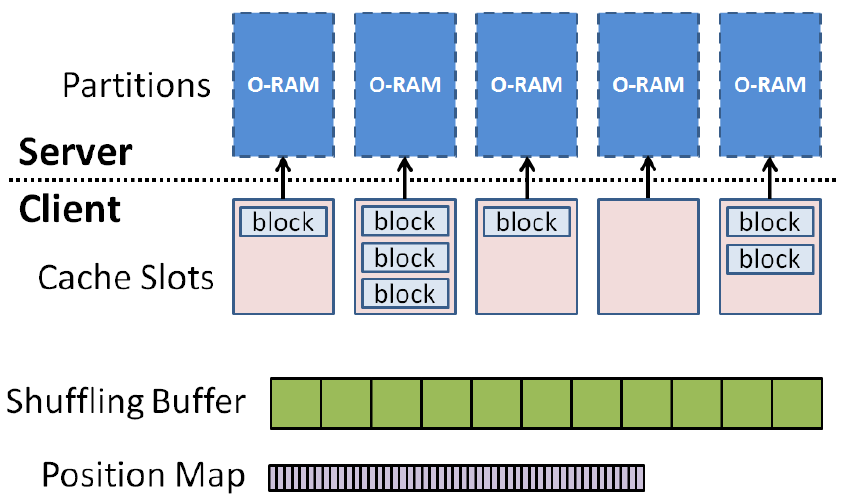 Partitions
O-RAM O-RAM O-RAM O-RAM O-RAM
Server
Client
block block block block
block block
block
Cache Slots
Shuffling Buffer
Position Map